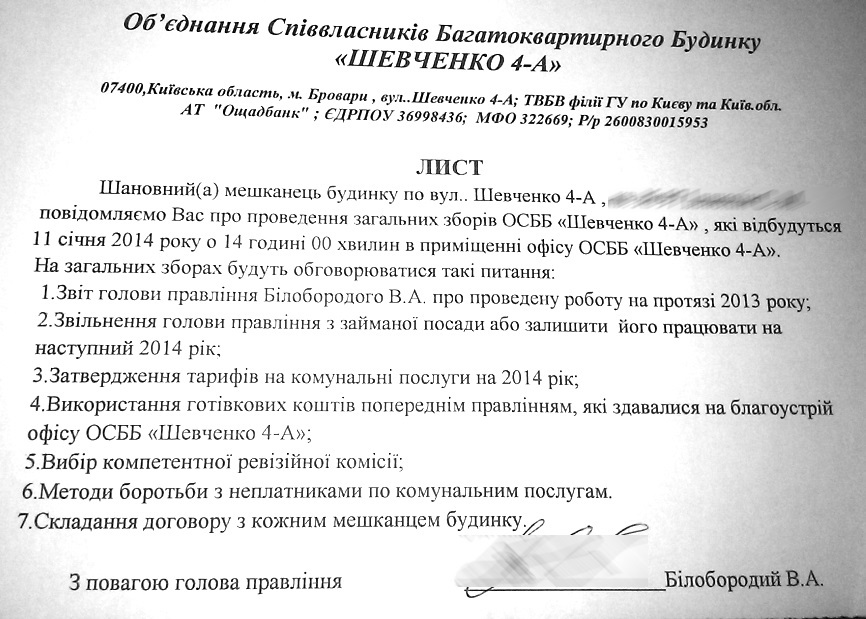 Об’єднання Співвласників Багатоквартирного Будинку
«ШЕВЧЕНКО 4-А»
07400,Київська область, м. Бровари , вул..Шевченко 4-А; ТВБВ філії ГУ по Києву та Київ.обл.
АТ "Ощадбанк" ; ЄДРПОУ 36998436; МФО 322669; Р/р 2600830015953
ЛИСТ
Шановний(а) мешканець будинку по вул.. Шевченко 4-А ,
повідомляємо Вас про проведення загальних зборів ОСББ «Шевченко 4-А» , які відбудуться
11 січня 2014 року о 14 годині 00 хвилин в приміщенні офісу ОСББ «Шевченко 4-А».
На загальних зборах будуть обговорюватися такі питання:
1.Звіт голови правління Білобородого В.А. про проведену роботу на протязі 2013 року;
2.Звільнення голови правління з займаної посади або залишити його працювати на
наступний 2014 рік;
3.Затвердження тарифів на комунальні послуги на 2014 рік;
4.Використання готівкових коштів попереднім правлінням, які здавалися на благоустрій
офісу ОСББ «Шевченко 4-А»;
5.Вибір компетентної ревізійної комісії;
6.Методи боротьби з неплатниками по комунальним послугам.
7.Складання договору з кожним мешканцем будинку.
З повагою голова правління Білобородий В.А.